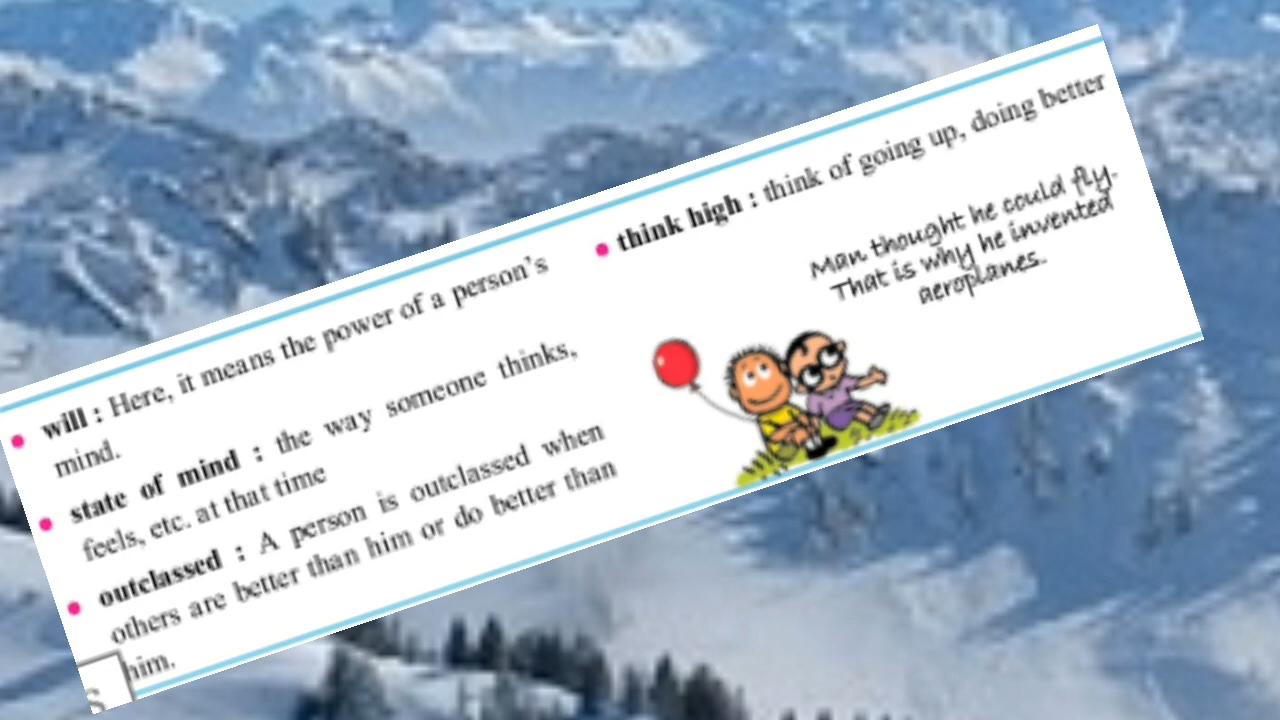 • will : Here, it means the power of a person's
mind.
• state of mind : the way someone thinks,
feels, etc. at that time
• outclassed : A person is outclassed when
others are better than him or do better than
him.
• think high : think of going up, doing better
Man thought he could fly.
That is why he invented
aeroplanes.
S